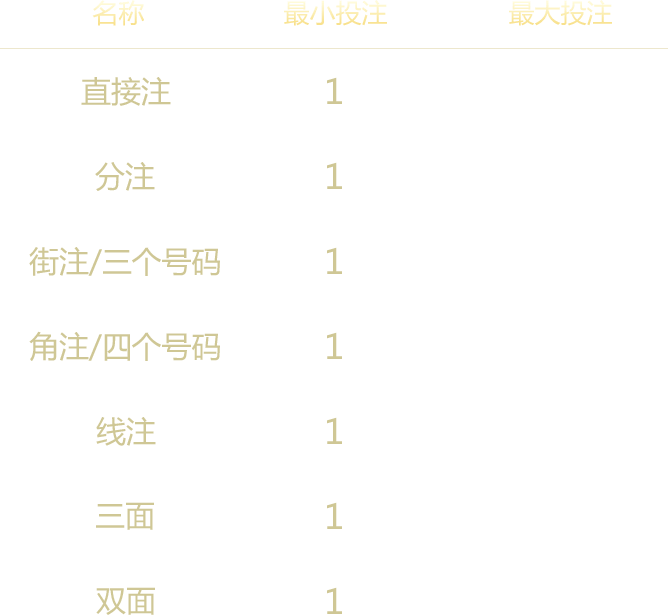 名称 最小投注 最大投注
直接注 1
分注 1
街注/三个号码 1
角注/四个号码 1
线注 1
三面 1
双面 1